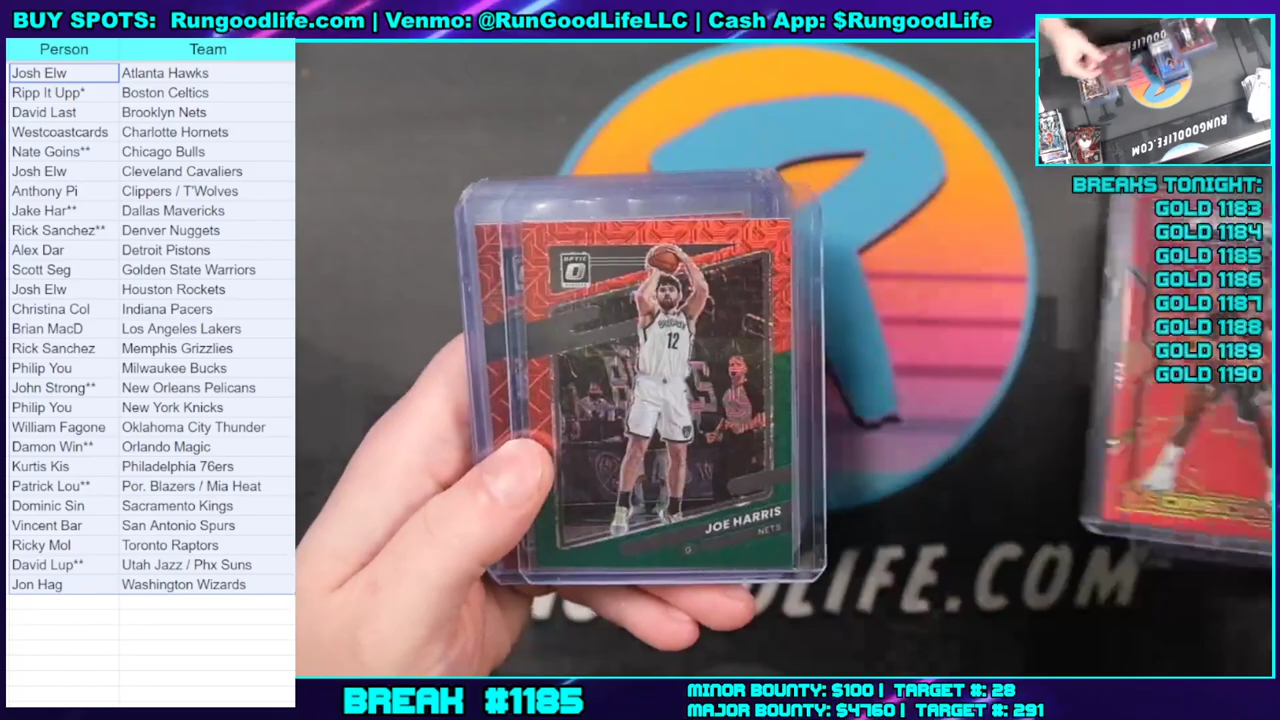 BUY SPOTS: Rungoodlife.com | Venmo: @RunGoodLifeLLC | Cash App: $RungoodLife
Person Team
Josh Elw Atlanta Hawks
Ripp It Upp* Boston Celtics
David Last Brooklyn Nets
Westcoastcards Charlotte Hornets
Nate Goins** Chicago Bulls
Josh Elw Cleveland Cavaliers
Anthony Pi Clippers / T'Wolves
Jake Har** Dallas Mavericks
Rick Sanchez** Denver Nuggets
Alex Dar Detroit Pistons
Scott Seg Golden State Warriors
Josh Elw Houston Rockets
Christina Col Indiana Pacers
Brian MacD Los Angeles Lakers
Rick Sanchez Memphis Grizzlies
Philip You Milwaukee Bucks
John Strong** New Orleans Pelicans
Philip You New York Knicks
William Fagone Oklahoma City Thunder
Damon Win** Orlando Magic
Kurtis Kis Philadelphia 76ers
Patrick Lou** Por. Blazers / Mia Heat
Dominic Sin Sacramento Kings
Vincent Bar San Antonio Spurs
Ricky Mol Toronto Raptors
David Lup** Utah Jazz / Phx Suns
Jon Hag Washington Wizards
OPTIC
BROOKLYN
12
JOE HARRIS
NETS
G
LIFE.COM
RUNGOODLIFE.COM
BREAKS TONIGHT:
GOLD 1183
GOLD 1184
GOLD 1185
GOLD 1186
GOLD 1187
GOLD 1188
GOLD 1189
GOLD 1190
BREAK #1185
MINOR BOUNTY: $100 | TARGET #: 28
MAJOR BOUNTY: $4760 | TARGET #: 291